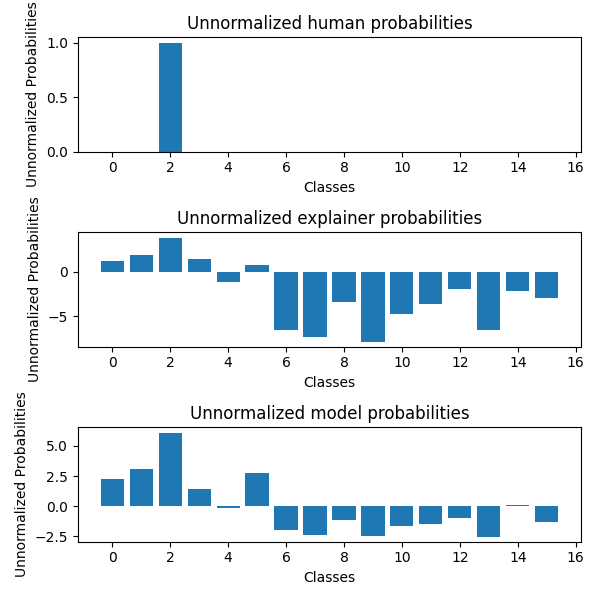 Unnormalized human probabilities
Unnormalized Probabilities
1.0
0.5
0.0
0 2 4 6 8 10 12 14 16
Classes
Unnormalized explainer probabilities
Unnormalized Probabilities
0
−5
0 2 4 6 8 10 12 14 16
Classes
Unnormalized model probabilities
Unnormalized Probabilities
5.0
2.5
0.0
−2.5
0 2 4 6 8 10 12 14 16
Classes